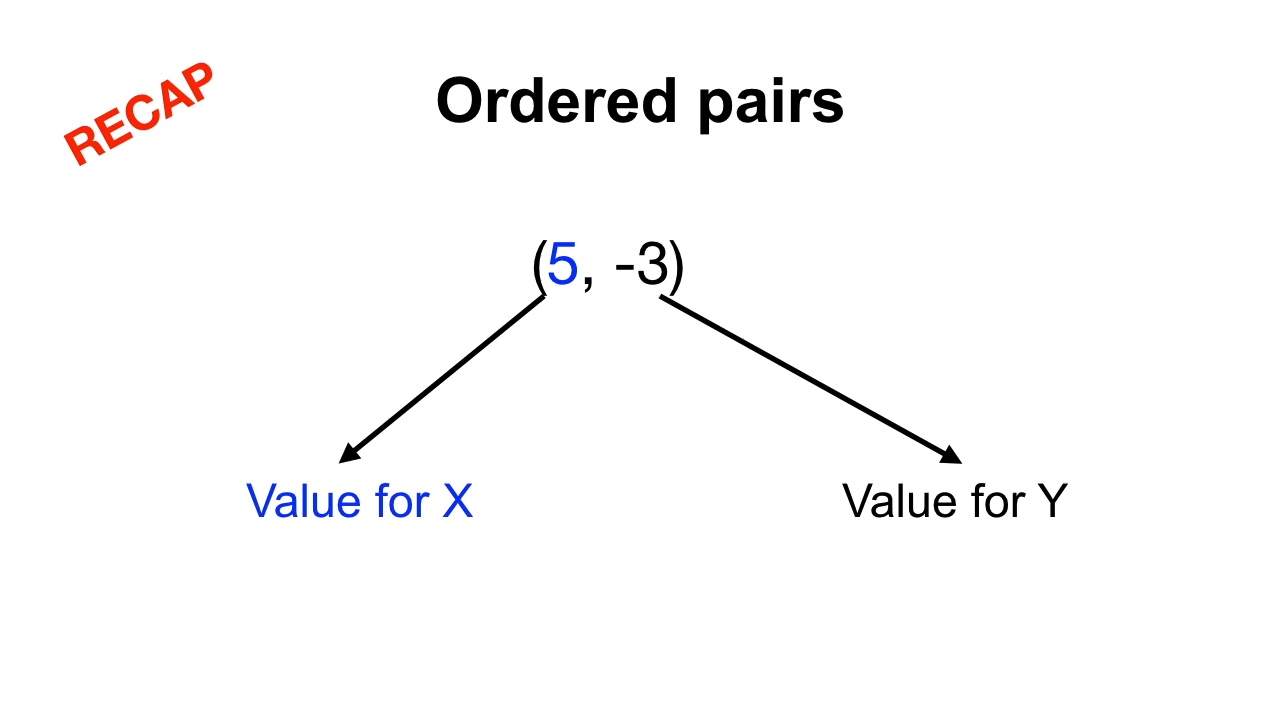 RECAP
Ordered pairs
(5, -3)
Value for X
Value for Y